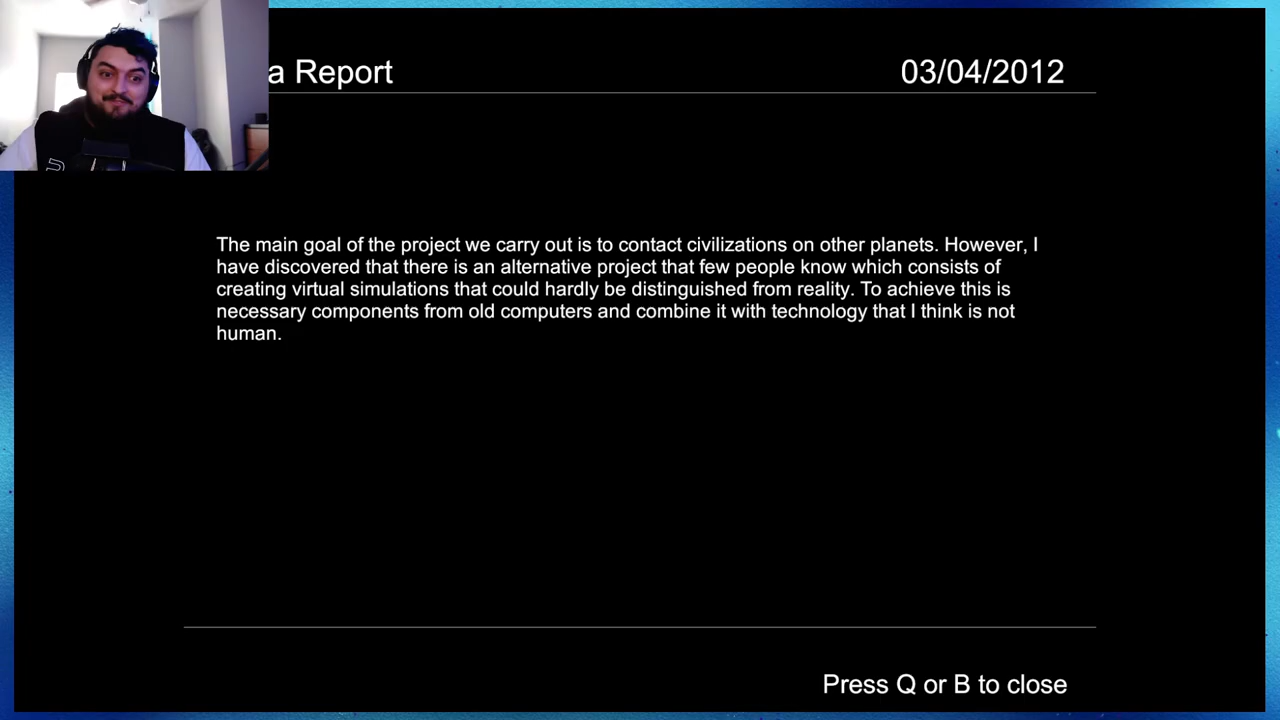 a Report
03/04/2012
The main goal of the project we carry out is to contact civilizations on other planets. However, I
have discovered that there is an alternative project that few people know which consists of
creating virtual simulations that could hardly be distinguished from reality. To achieve this is
necessary components from old computers and combine it with technology that I think is not
human.
Press Q or B to close